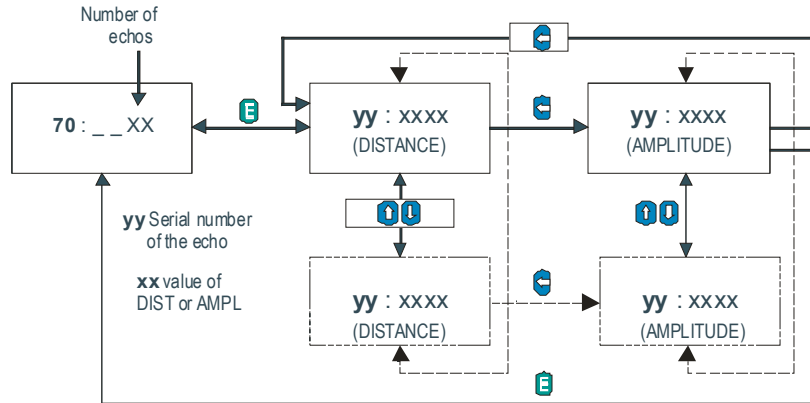 Number of
echos
E
70 : _ _ XX
yy : xxxx
(DISTANCE)
yy : xxxx
(AMPLITUDE)
yy Serial number
of the echo
xx value of
DIST or AMPL
yy : xxxx
(DISTANCE)
yy : xxxx
(AMPLITUDE)
E